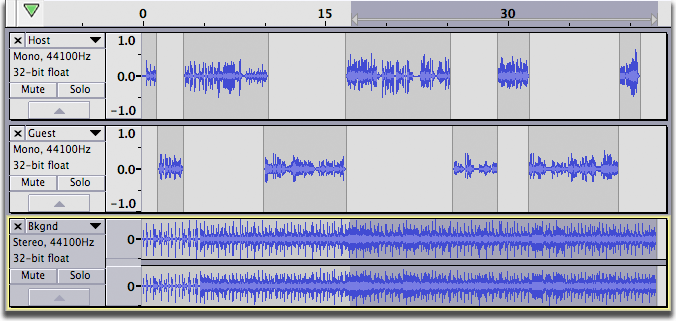 0 15 30
Host
Mono, 44100Hz
32-bit float
Mute Solo
1.0
0.0
-1.0
Guest
Mono, 44100Hz
32-bit float
Mute Solo
1.0
0.0
-1.0
Bkgnd
Stereo, 44100Hz
32-bit float
Mute Solo
0
0